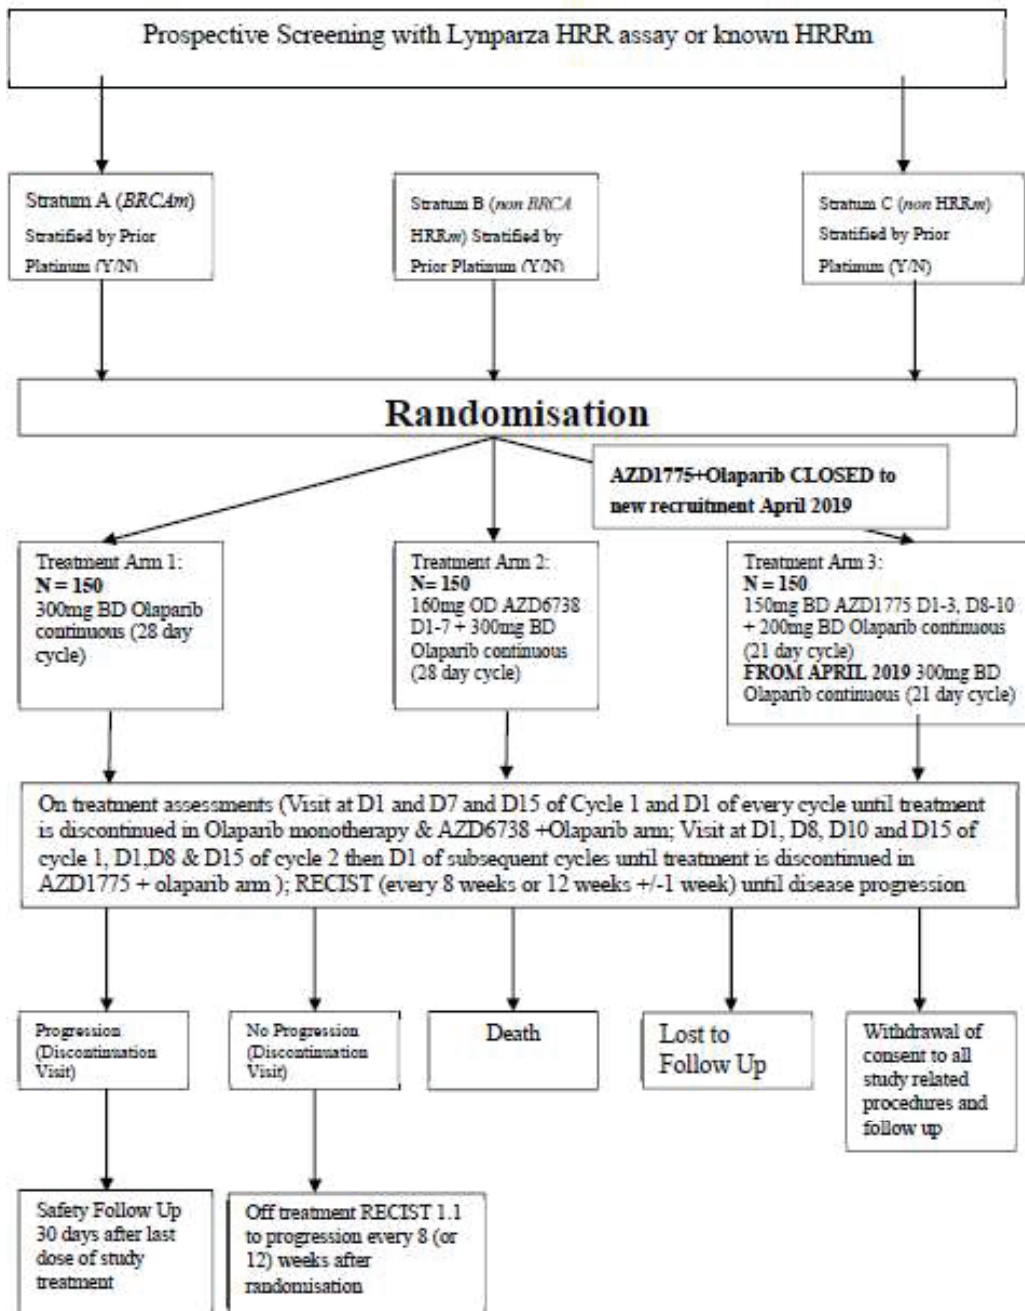 Prospective Screening with Lynparza HRR assay or known HRRm
Stratum A (BRCAm)
Stratified by Prior
Platinum (Y/N)
Stratum B (non BRCA
HRRm) Stratified by
Prior Platinum (Y/N)
Stratum C (non HRRm)
Stratified by Prior
Platinum (Y/N)
Randomisation
AZD1775+Olaparib CLOSED to
new recruitment April 2019
Treatment Arm 1:
N = 150
300mg BD Olaparib
continuous (28 day
cycle)
Treatment Arm 2:
N= 150
160mg OD AZD6738
D1-7 + 300mg BD
Olaparib continuous
(28 day cycle)
Treatment Arm 3:
N = 150
150mg BD AZD1775 D1-3, D8-10
+ 200mg BD Olaparib continuous
(21 day cycle)
FROM APRIL 2019 300mg BD
Olaparib continuous (21 day cycle)
On treatment assessments (Visit at D1 and D7 and D15 of Cycle 1 and D1 of every cycle until treatment
is discontinued in Olaparib monotherapy & AZD6738 +Olaparib arm; Visit at D1, D8, D10 and D15 of
cycle 1, D1,D8 & D15 of cycle 2 then D1 of subsequent cycles until treatment is discontinued in
AZD1775 + olaparib arm ); RECIST (every 8 weeks or 12 weeks +/-1 week) until disease progression
Progression
(Discontinuation
Visit)
No Progression
(Discontinuation
Visit)
Death
Lost to
Follow Up
Withdrawal of
consent to all
study related
procedures and
follow up
Safety Follow Up
30 days after last
dose of study
treatment
Off treatment RECIST 1.1
to progression every 8 (or
12) weeks after
randomisation